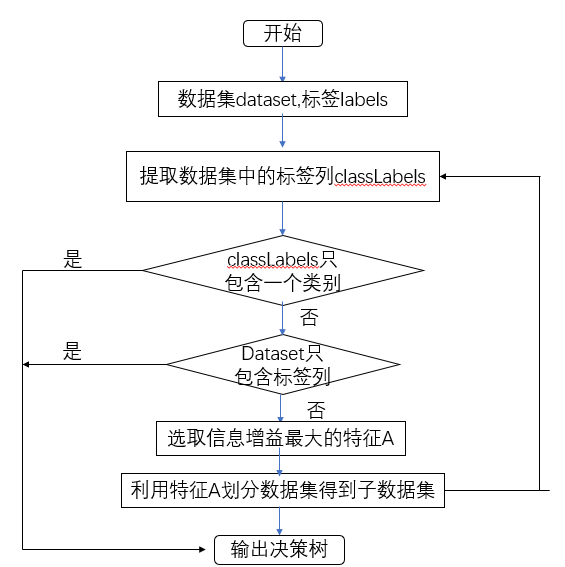 开始
数据集dataset,标签labels
提取数据集中的标签列classLabels
classLabels只
包含一个类别
是
否
Dataset只
包含标签列
是
否
选取信息增益最大的特征A
利用特征A划分数据集得到子数据集
输出决策树